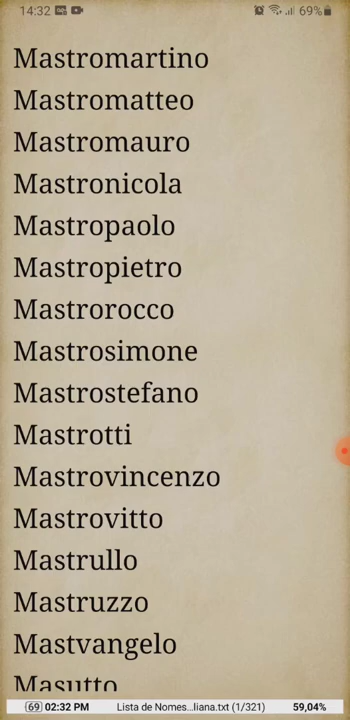 14:32 69%
Mastromartino
Mastromatteo
Mastromauro
Mastronicola
Mastropaolo
Mastropietro
Mastrorocco
Mastrosimone
Mastrostefano
Mastrotti
Mastrovincenzo
Mastrovitto
Mastrullo
Mastruzzo
Mastvangelo
Masutto
69 02:32 PM Lista de Nomes...liana.txt (1/321) 59,04%